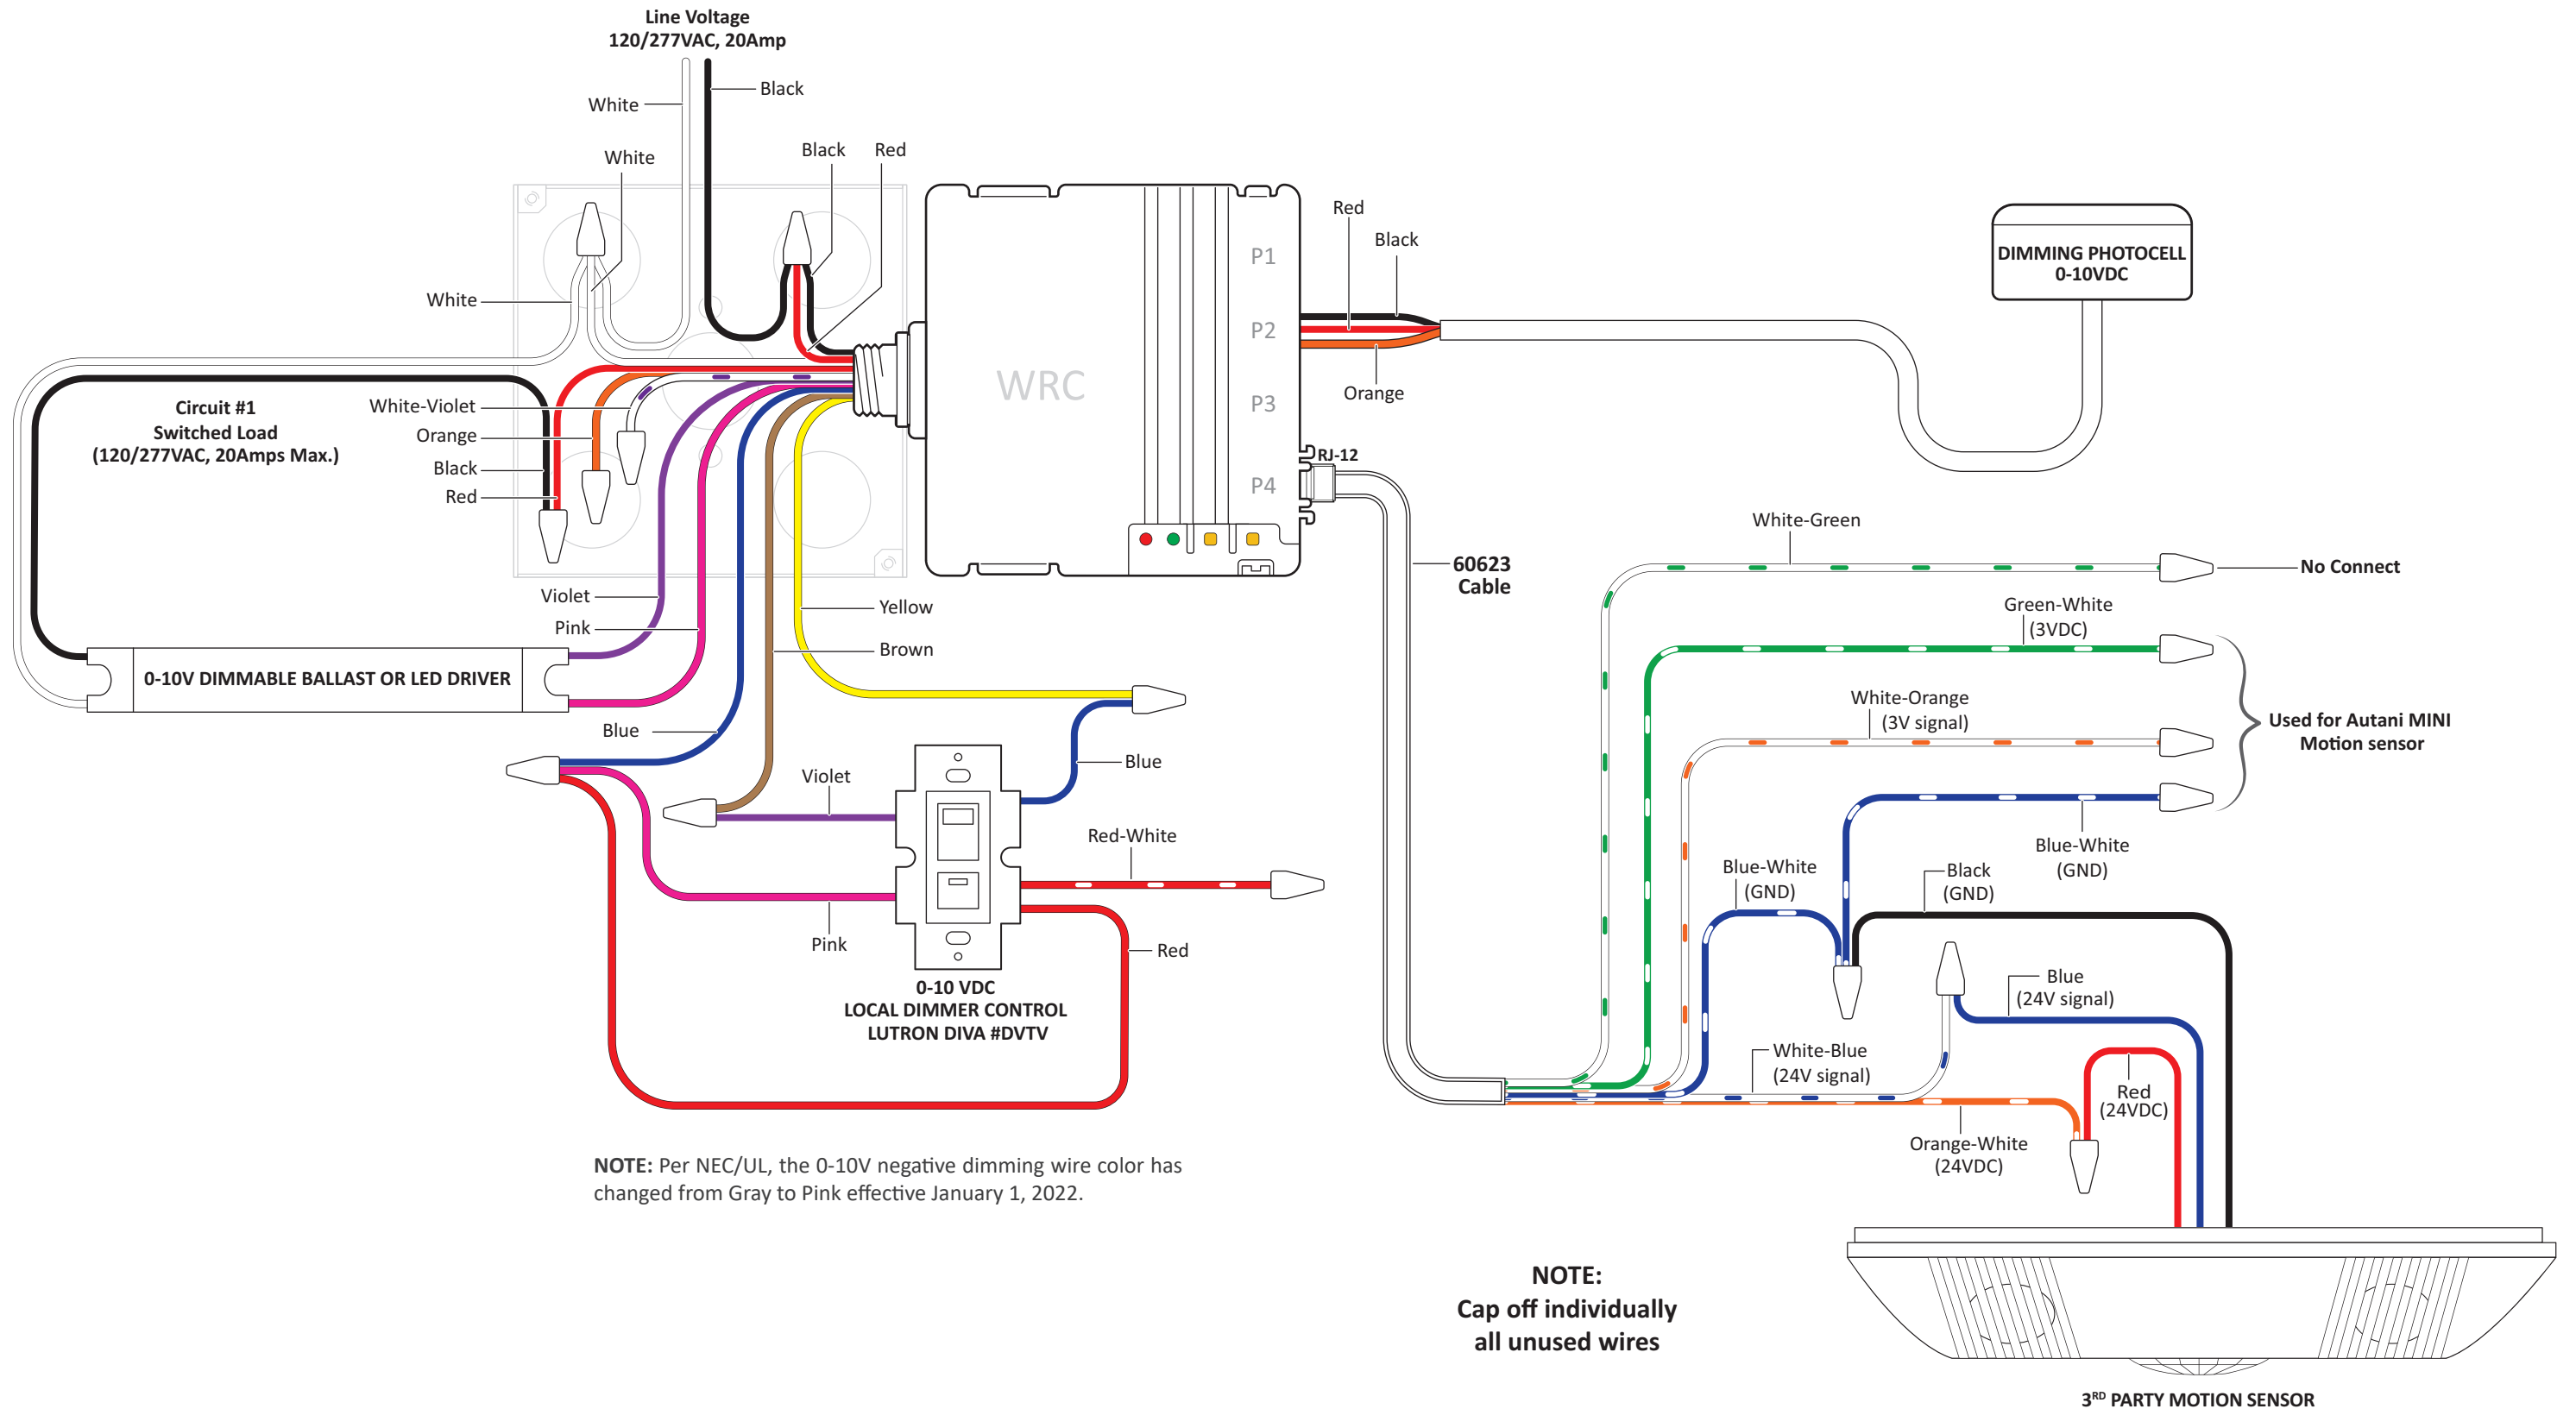 Line Voltage
120/277VAC, 20Amp
Black
White
White
Black
Red
White
White-Violet
Orange
Black
Red
Circuit #1
Switched Load
(120/277VAC, 20Amps Max.)
Violet
Pink
Yellow
Brown
0-10V DIMMABLE BALLAST OR LED DRIVER
Blue
Violet
Blue
Red-White
Pink
Red
0-10 VDC
LOCAL DIMMER CONTROL
LUTRON DIVA #DVTV
NOTE: Per NEC/UL, the 0-10V negative dimming wire color has
changed from Gray to Pink effective January 1, 2022.
WRC
P1
P2
P3
P4
RJ-12
Red
Black
Orange
DIMMING PHOTOCELL
0-10VDC
60623
Cable
White-Green
No Connect
Green-White
(3VDC)
White-Orange
(3V signal)
Used for Autani MINI
Motion sensor
Blue-White
(GND)
Blue-White
(GND)
Black
(GND)
Blue
(24V signal)
White-Blue
(24V signal)
Red
(24VDC)
Orange-White
(24VDC)
NOTE:
Cap off individually
all unused wires
3RD PARTY MOTION SENSOR